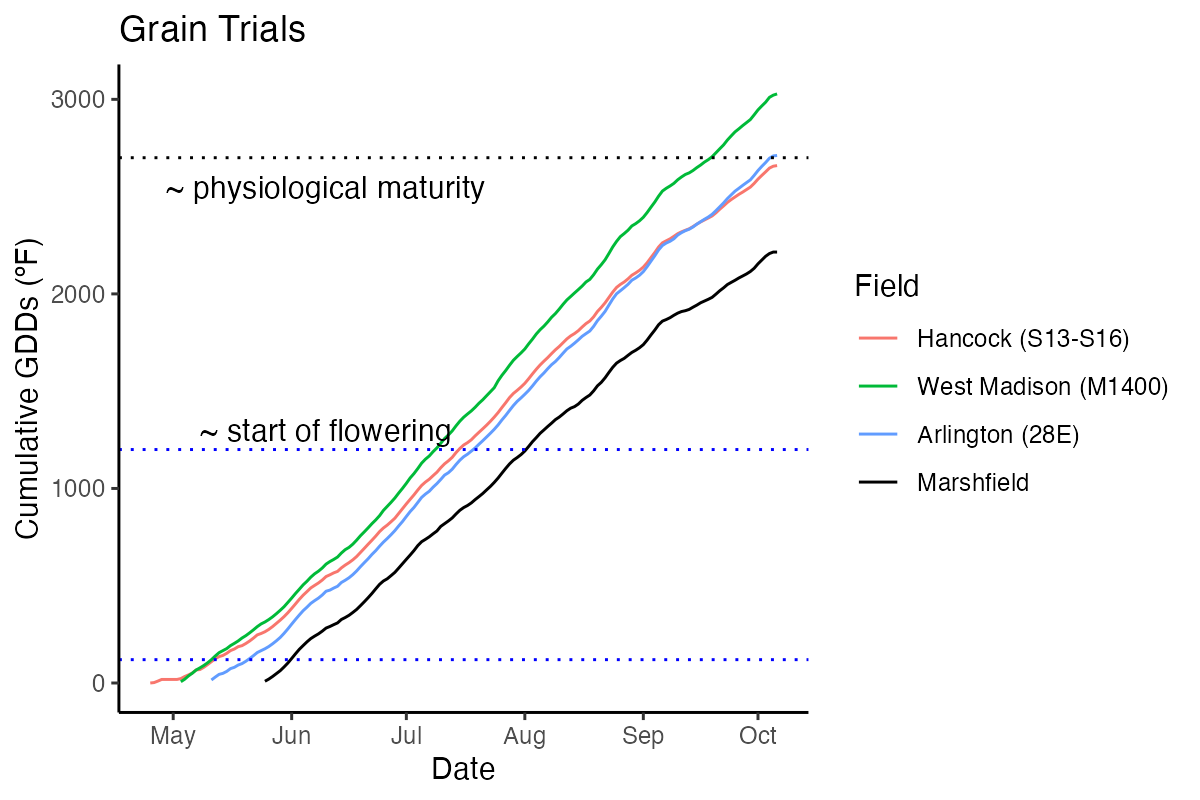 Grain Trials
3000
~ physiological maturity
2000
~ start of flowering
1000
0
Cumulative GDDs (°F)
May Jun Jul Aug Sep Oct
Date
Field
Hancock (S13-S16)
West Madison (M1400)
Arlington (28E)
Marshfield